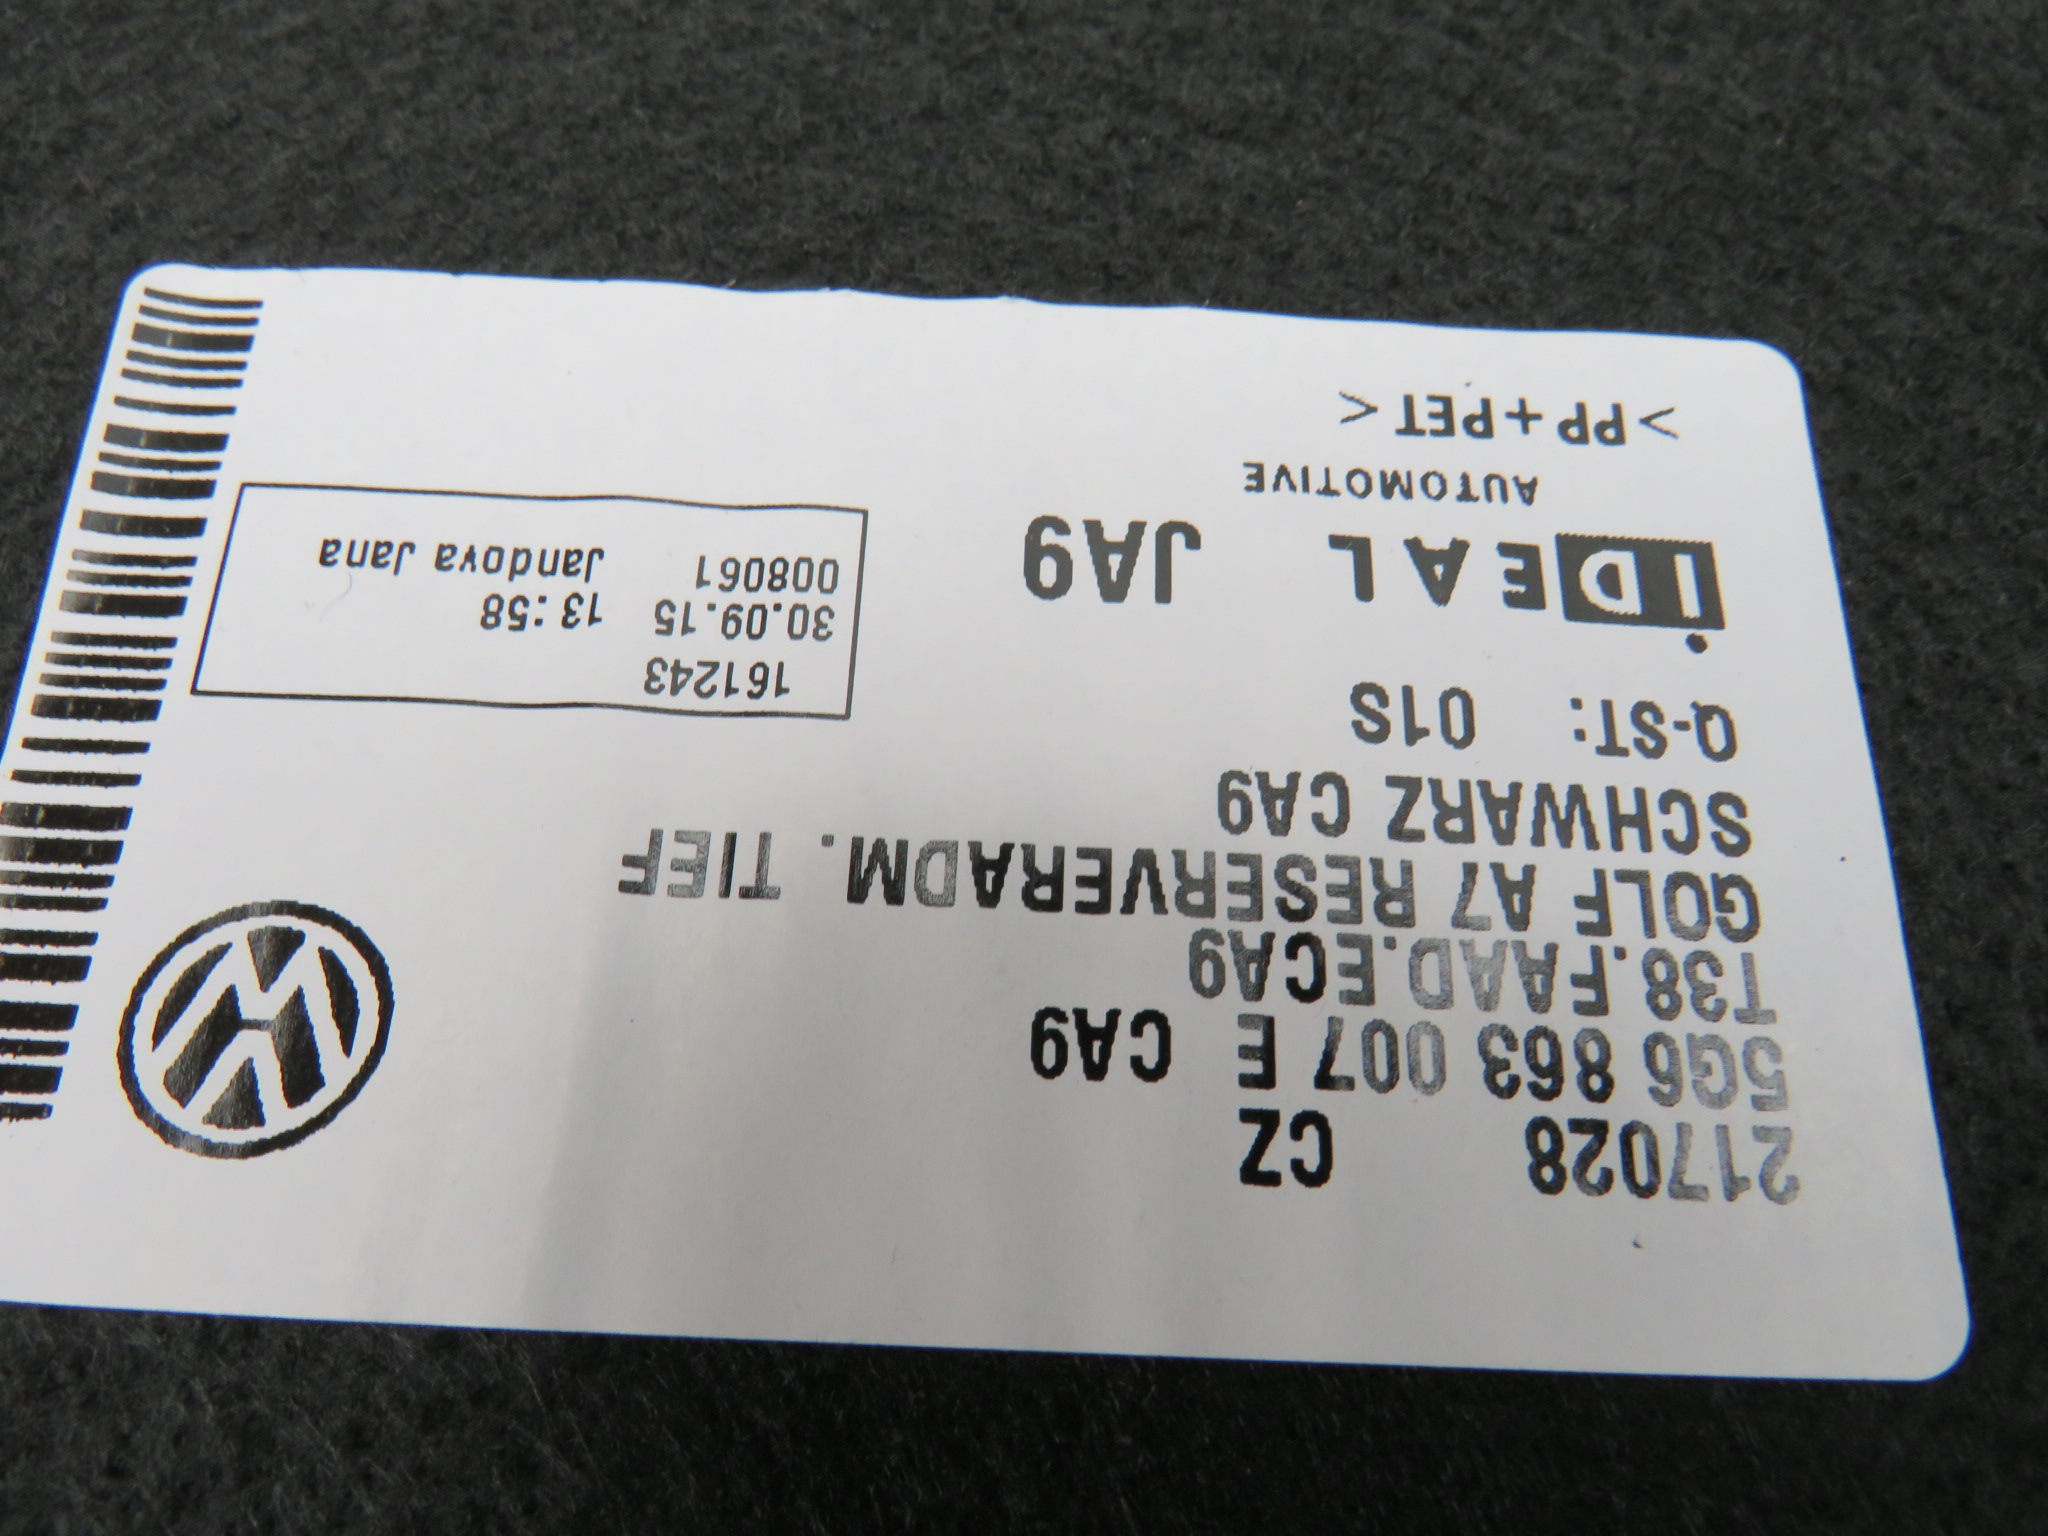 217028 CZ
5G6 863 007 E CA9
T38.FAAD.ECA9
GOLF A7 RESERVERADM. TIEF
SCHWARZ CA9
Q-ST: 01S
iDEAL JA9
AUTOMOTIVE
>PP+PET<
161243
30.09.15 13:58
008061 Jandova Jana